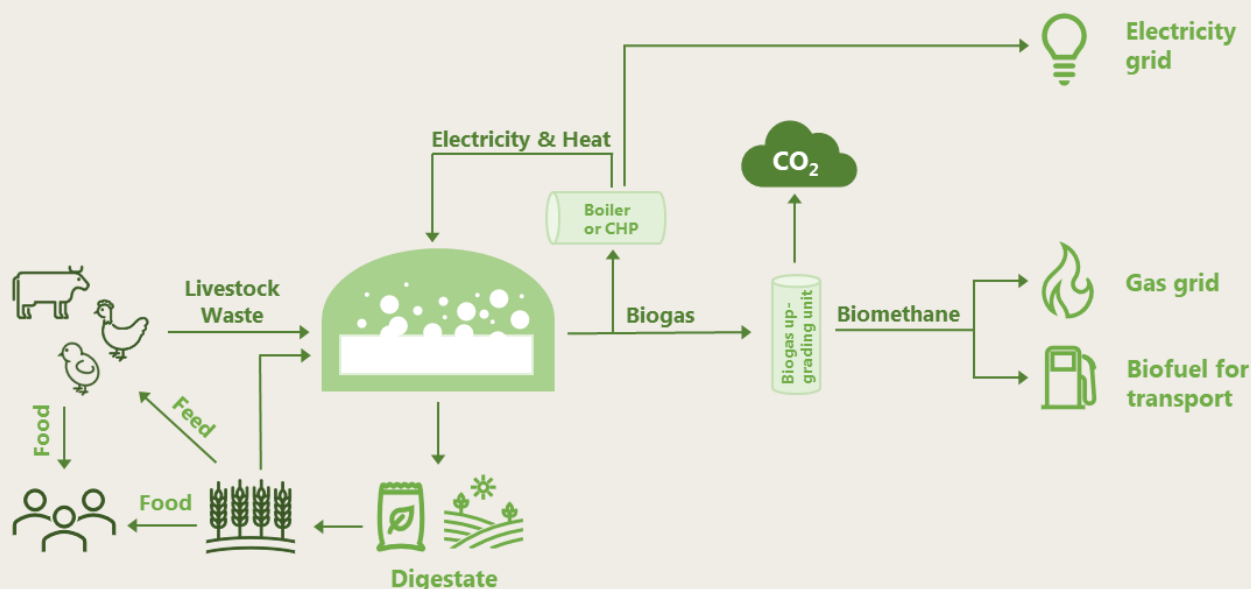 Electricity
grid
Electricity & Heat
CO₂
Boiler
or CHP
Livestock
Waste
Biogas
Biogas up-
grading unit
Biomethane
Gas grid
Biofuel for
transport
Feed
Food
Food
Digestate